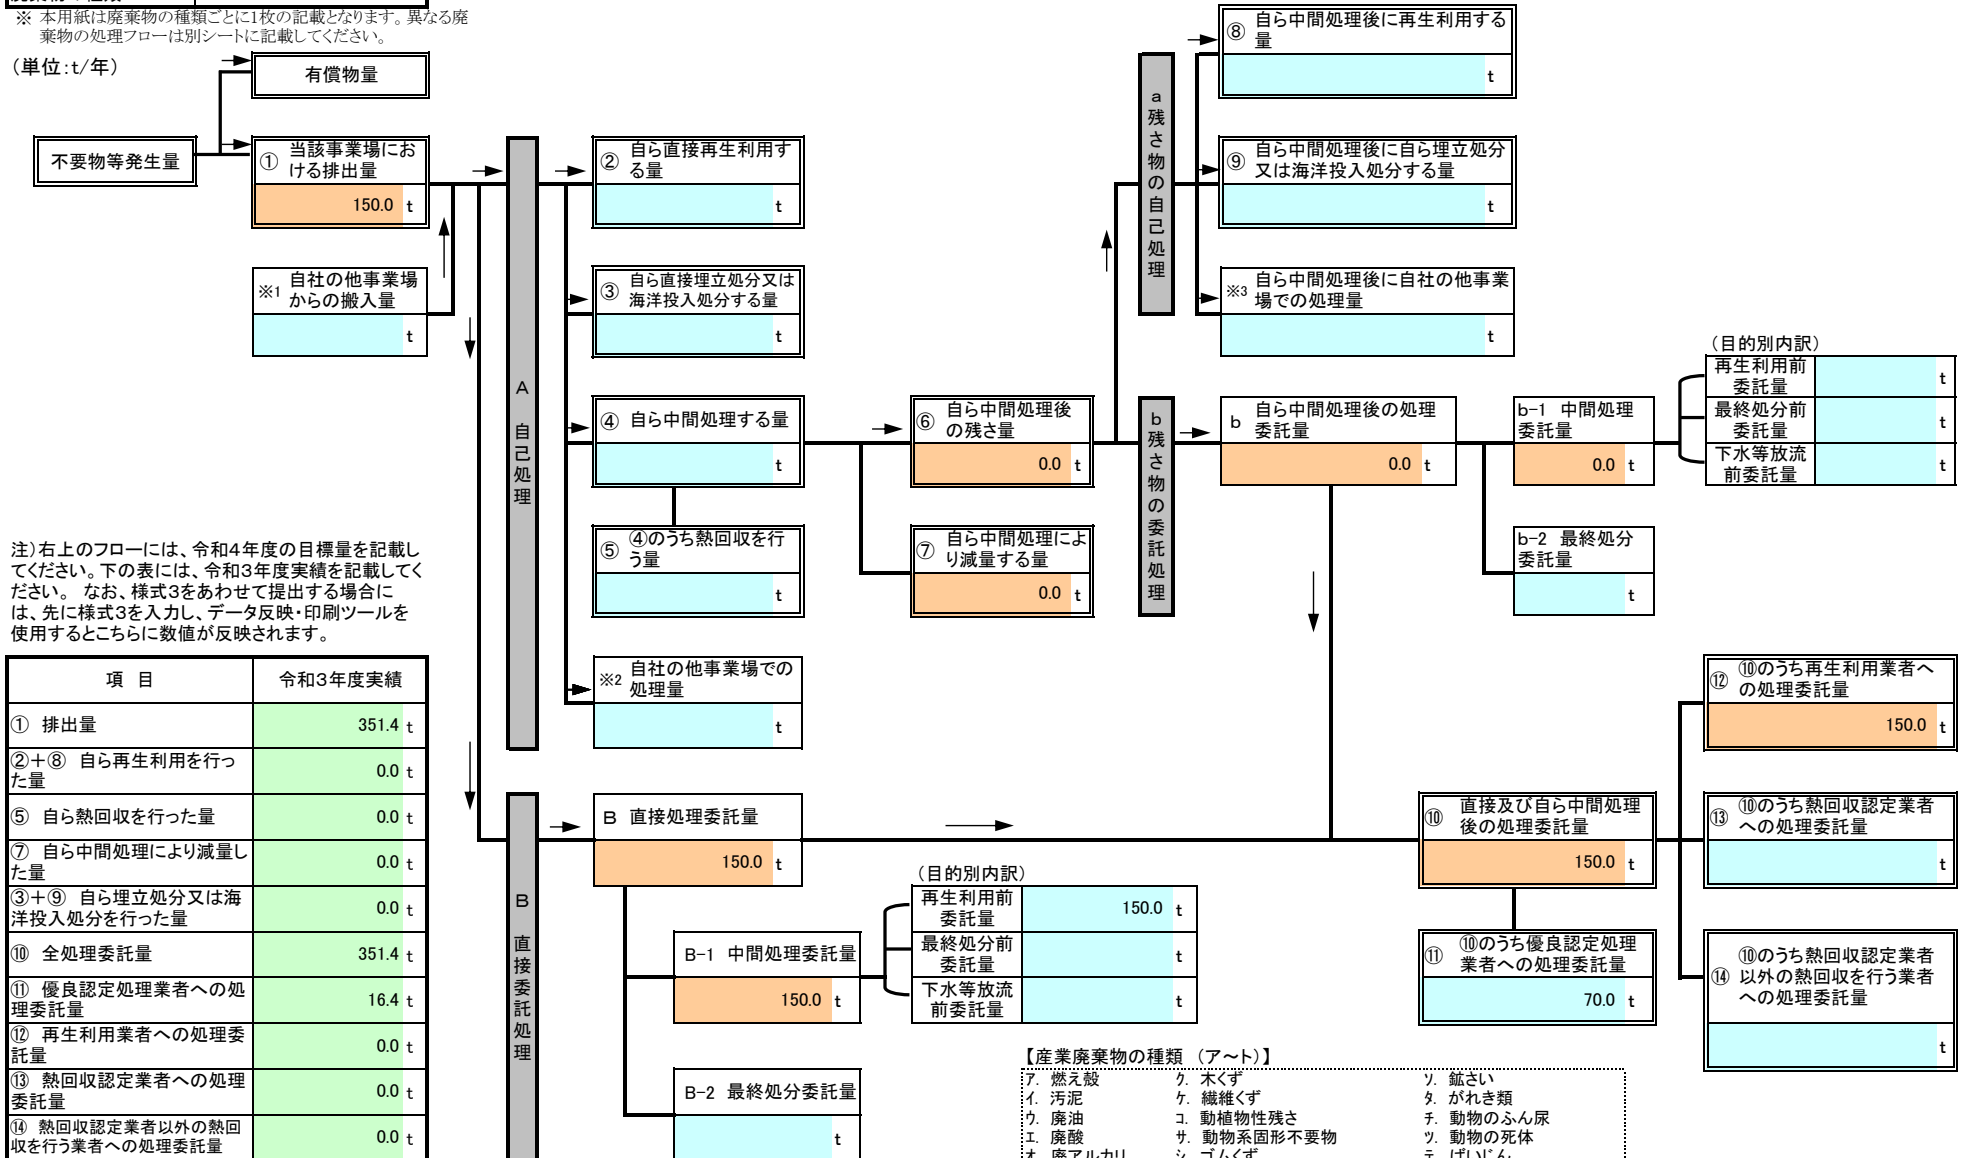 ※ 本用紙は廃棄物の種類ごとに1枚の記載となります。異なる廃
棄物の処理フローは別シートに記載してください。
（単位：t/年）
有償物量
不要物等発生量
① 当該事業場にお
ける排出量
150.0 t
※1 自社の他事業場
からの搬入量
t
A 自己処理
② 自ら直接再生利用す
る量
t
③ 自ら直接埋立処分又は
海洋投入処分する量
t
④ 自ら中間処理する量
t
⑤ ④のうち熱回収を行
う量
t
※2 自社の他事業場での
処理量
t
⑥ 自ら中間処理後
の残さ量
0.0 t
⑦ 自ら中間処理によ
り減量する量
0.0 t
a 残さ物の自己処理
⑧ 自ら中間処理後に再生利用する
量
t
⑨ 自ら中間処理後に自ら埋立処分
又は海洋投入処分する量
t
※3 自ら中間処理後に自社の他事業
場での処理量
t
b 残さ物の委託処理
b 自ら中間処理後の処理
委託量
0.0 t
b-1 中間処理
委託量
0.0 t
（目的別内訳）
再生利用前
委託量
t
最終処分前
委託量
t
下水等放流
前委託量
t
b-2 最終処分
委託量
t
注）右上のフローには、令和4年度の目標量を記載し
てください。下の表には、令和3年度実績を記載してく
ださい。 なお、様式3をあわせて提出する場合に
は、先に様式3を入力し、データ反映・印刷ツールを
使用するとこちらに数値が反映されます。
項 目 令和3年度実績
① 排出量 351.4 t
②＋⑧ 自ら再生利用を行っ
た量 0.0 t
⑤ 自ら熱回収を行った量 0.0 t
⑦ 自ら中間処理により減量し
た量 0.0 t
③＋⑨ 自ら埋立処分又は海
洋投入処分を行った量 0.0 t
⑩ 全処理委託量 351.4 t
⑪ 優良認定処理業者への処
理委託量 16.4 t
⑫ 再生利用業者への処理委
託量 0.0 t
⑬ 熱回収認定業者への処理
委託量 0.0 t
⑭ 熱回収認定業者以外の熱回
収を行う業者への処理委託量 0.0 t
B 直接委託処理
B 直接処理委託量
150.0 t
B-1 中間処理委託量
150.0 t
（目的別内訳）
再生利用前
委託量
150.0 t
最終処分前
委託量
t
下水等放流
前委託量
t
B-2 最終処分委託量
t
⑩ 直接及び自ら中間処理
後の処理委託量
150.0 t
⑪ ⑩のうち優良認定処理
業者への処理委託量
70.0 t
⑫ ⑩のうち再生利用業者へ
の処理委託量
150.0 t
⑬ ⑩のうち熱回収認定業者
への処理委託量
t
⑭ ⑩のうち熱回収認定業者
以外の熱回収を行う業者
への処理委託量
t
【産業廃棄物の種類 （ア～ト）】
ア. 燃え殻 ク. 木くず ソ. 鉱さい
イ. 汚泥 ケ. 繊維くず タ. がれき類
ウ. 廃油 コ. 動植物性残さ チ. 動物のふん尿
エ. 廃酸 サ. 動物系固形不要物 ツ. 動物の死体
オ. 廃アルカリ シ. ゴムくず テ. ばいじん